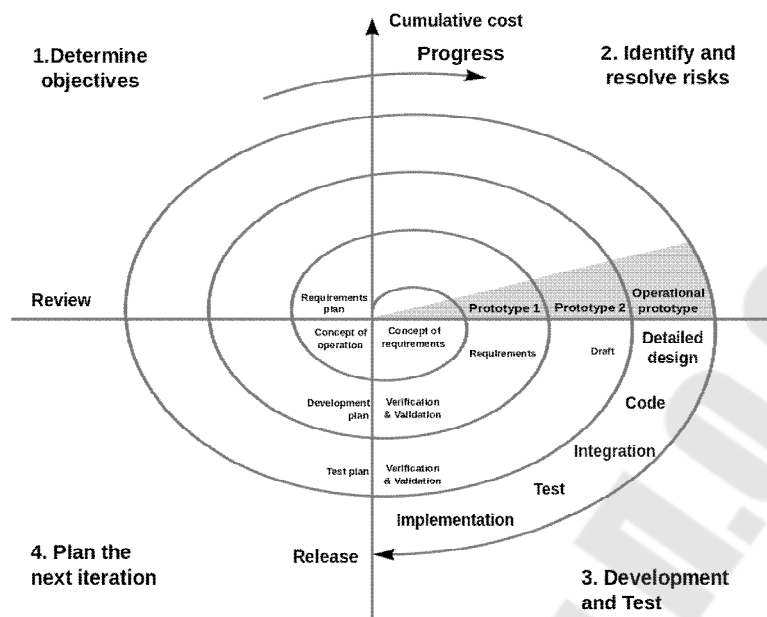 Cumulative cost
1.Determine
objectives
Progress
2. Identify and
resolve risks
Review
Requirements
plan
Concept of
operation
Concept of
requirements
Prototype 1
Prototype 2
Operational
prototype
Requirements
Draft
Detailed
design
Development
plan
Verification
& Validation
Code
Test plan
Verification
& Validation
Integration
Test
Implementation
Release
4. Plan the
next iteration
3. Development
and Test